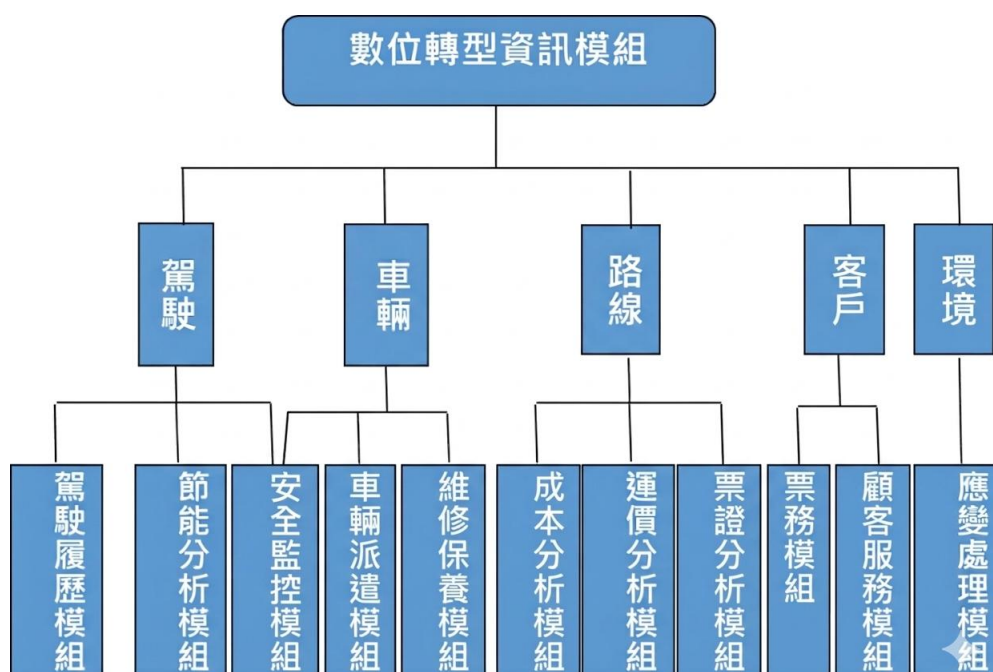 數位轉型資訊模組
駕駛
車輛
路線
客戶
環境
駕駛履歷模組
節能分析模組
安全監控模組
車輛派遣模組
維修保養模組
成本分析模組
運價分析模組
票證分析模組
票務模組
顧客服務模組
應變處理模組